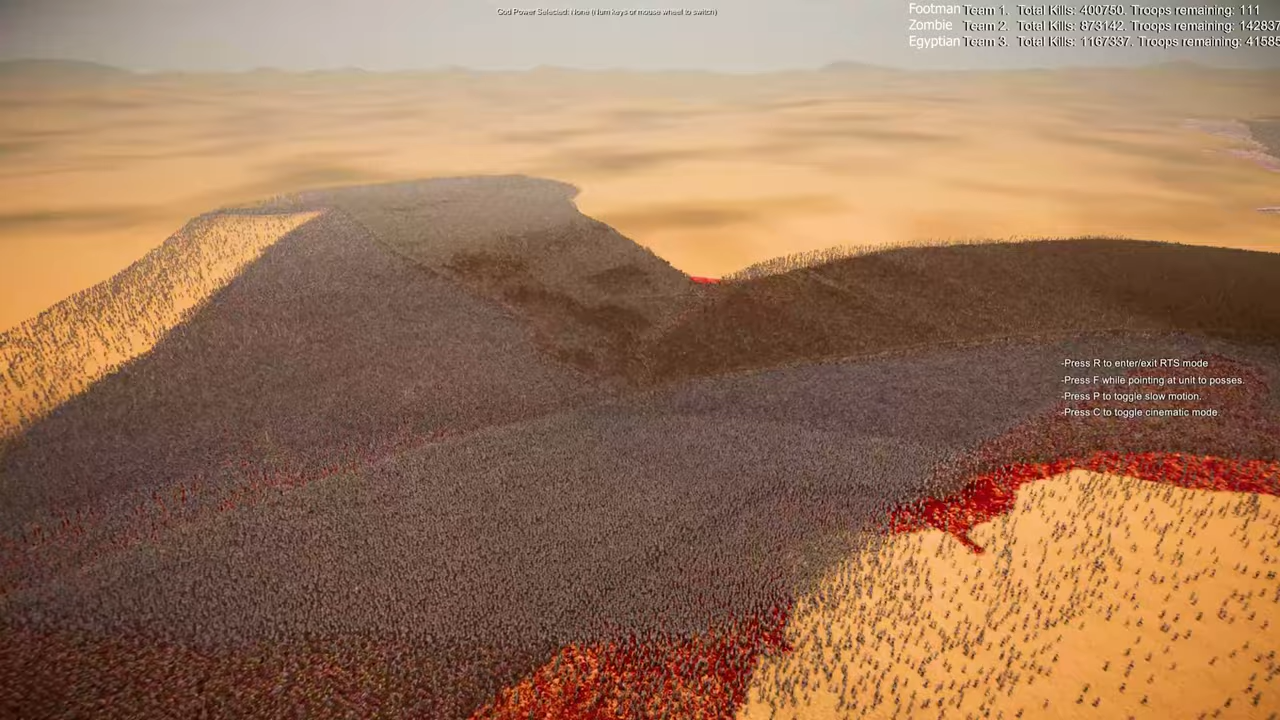 God Power Selected: None (Num keys or mouse wheel to switch)
Footman Team 1. Total Kills: 400750. Troops remaining: 111
Zombie Team 2. Total Kills: 873142. Troops remaining: 142837
Egyptian Team 3. Total Kills: 1167337. Troops remaining: 41585
-Press R to enter/exit RTS mode
-Press F while pointing at unit to posses.
-Press P to toggle slow motion.
-Press C to toggle cinematic mode.